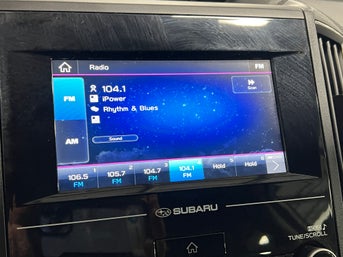 Radio
FM
104.1
iPower
Rhythm & Blues
-
Scan
FM
AM
Sound
106.5
FM
105.7
FM
104.7
FM
104.1
FM
Hold
Hold
SUBARU
TUNE/SCROLL